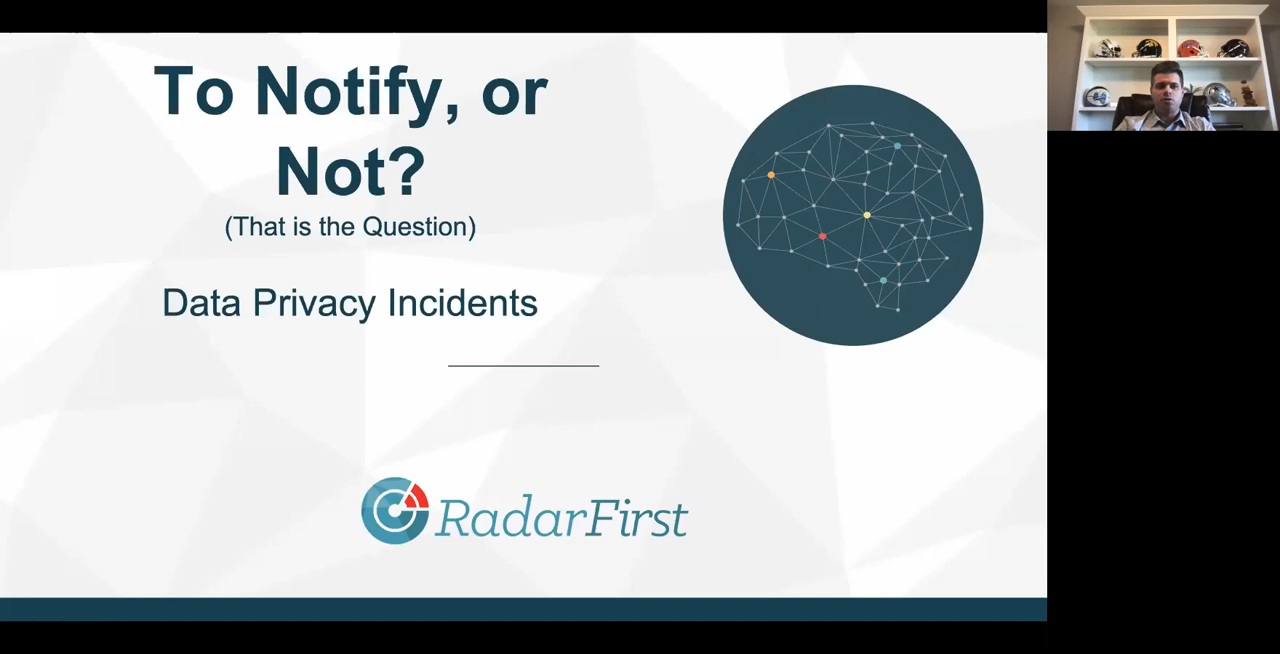 To Notify, or
Not?
(That is the Question)
Data Privacy Incidents
RadarFirst